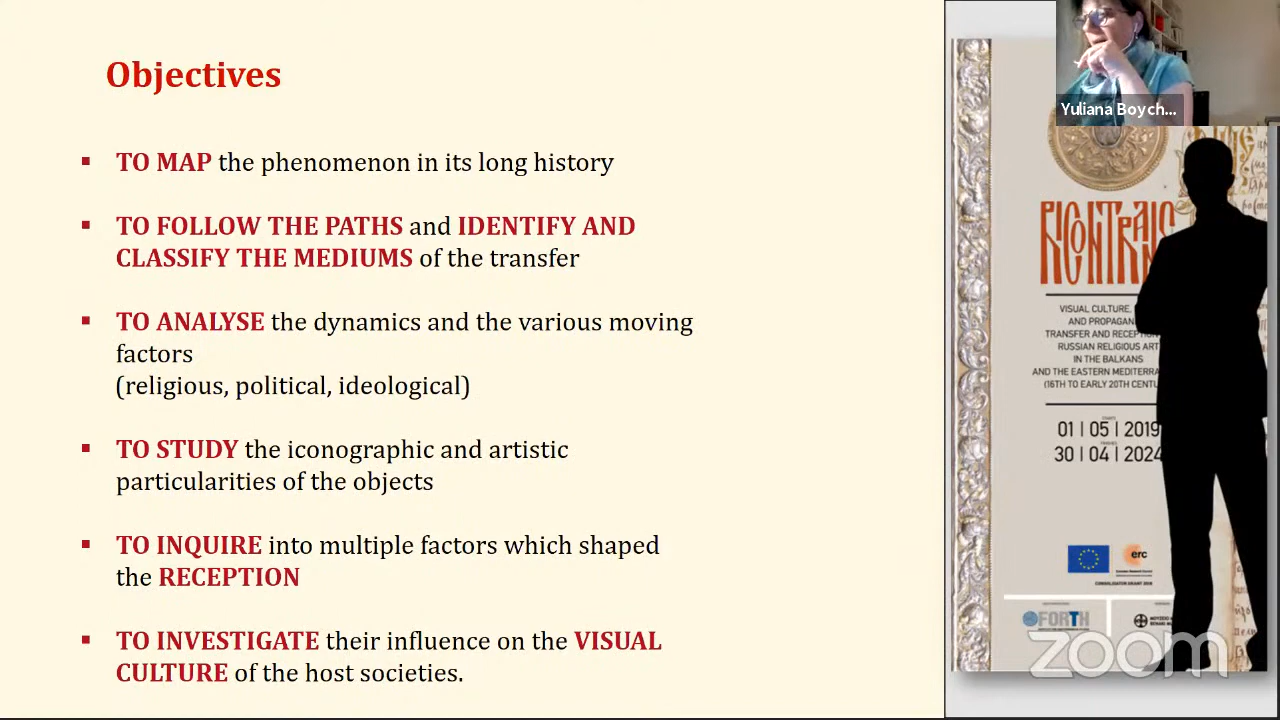 Objectives
▪ TO MAP the phenomenon in its long history
▪ TO FOLLOW THE PATHS and IDENTIFY AND
CLASSIFY THE MEDIUMS of the transfer
▪ TO ANALYSE the dynamics and the various moving
factors
(religious, political, ideological)
▪ TO STUDY the iconographic and artistic
particularities of the objects
▪ TO INQUIRE into multiple factors which shaped
the RECEPTION
▪ TO INVESTIGATE their influence on the VISUAL
CULTURE of the host societies.
Yuliana Boych...
VISUAL CULTURE,
AND
TRANSFER AND
RUSSIAN RELIGIOUS ART
IN THE BALKANS
AND THE EASTERN
(16TH TO EARLY 20TH
01 | 05 | 2019
30 | 04 | 2024
erc
FORTH
zoom